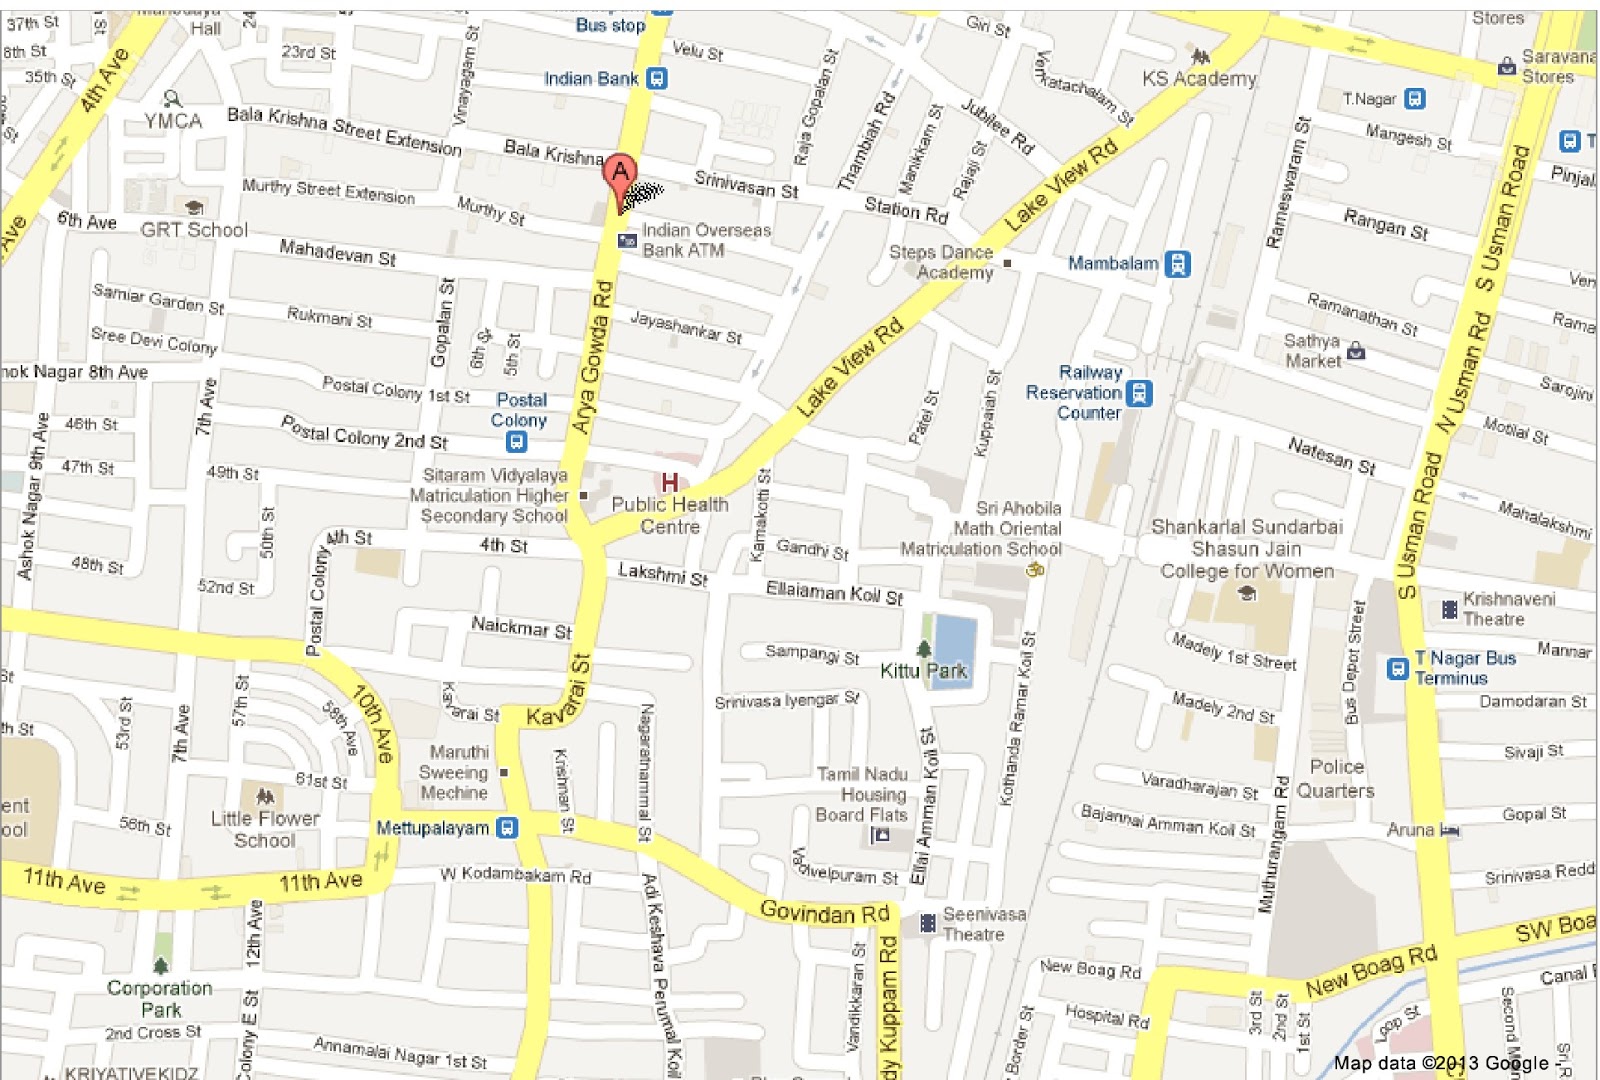 37th St
8th St
35th St
4th Ave
Hall
23rd St
YMCA
Vinayagam St
Bus stop
Velu St
Indian Bank
Giri St
Venkatachalam St
Stores
KS Academy
Saravana
Stores
T.Nagar
Mangesh St
Pinjal
Bala Krishna Street Extension
Bala Krishna
Raja Gopalan St
Thambiah Rd
Manikkam St
Rajaji St
Jubilee Rd
Lake View Rd
Rameswaram St
S Usman Road
A
Srinivasan St
Station Rd
Murthy Street Extension
Murthy St
6th Ave
GRT School
Ave
Indian Overseas
Bank ATM
Mahadevan St
Steps Dance
Academy
Mambalam
Rangan St
Ven
Samiar Garden St
Rukmani St
Gopalan St
Arya Gowda Rd
Jayashankar St
Ramanathan St
Rama
Sree Devi Colony
6th St
5th St
Lake View Rd
Sathya
Market
S Usman Road
N Usman Rd
nok Nagar 8th Ave
Postal Colony 1st St
Postal
Colony
Railway
Reservation
Counter
Sarojini
7th Ave
46th St
Postal Colony 2nd St
Patel St
Kuppaiah St
Natesan St
Motilal St
Ashok Nagar 9th Ave
47th St
49th St
Sitaram Vidyalaya
Matriculation Higher
Secondary School
H
Public Health
Centre
Kamakotti St
Sri Ahobila
Math Oriental
Matriculation School
Shankarlal Sundarbai
Shasun Jain
College for Women
Mahalakshmi
50th St
4th St
4th St
Gandhi St
48th St
52nd St
Postal Colony
Lakshmi St
Ellaiaman Koil St
S Usman Road
Krishnaveni
Theatre
Naickmar St
Sampangi St
Kittu Park
Kothanda Ramar Koil St
Madely 1st Street
Bus Depot Street
T Nagar Bus
Terminus
Mannar
57th St
58th Ave
10th Ave
Kavarai St
Kavarai St
Kavarai St
Srinivasa Iyengar St
Madely 2nd St
Damodaran St
53rd St
7th Ave
Maruthi
Sweeing
Mechine
Krishnan St
Nagaratnammal St
Ellai Amman Koil St
Sivaji St
61st St
Tamil Nadu
Housing
Board Flats
Varadharajan St
Police
Quarters
Little Flower
School
56th St
Mettupalayam
Bajannai Amman Koil St
Aruna
Gopal St
Muthurangam Rd
11th Ave
11th Ave
W Kodambakam Rd
Srinivasa Redd
12th Ave
Adi Keshava Perumal Koil
Govindan Rd
Seenivasa
Theatre
SW Boa
New Boag Rd
New Boag Rd
Canal
Corporation
Park
2nd Cross St
Colony E St
Vandikkaran St
dy Kuppam Rd
Hospital Rd
3rd St
2nd St
1st St
Loop St
Second M
Annamalai Nagar 1st St
Border St
KRIYATIVEKIDZ
Map data ©2013 Google -